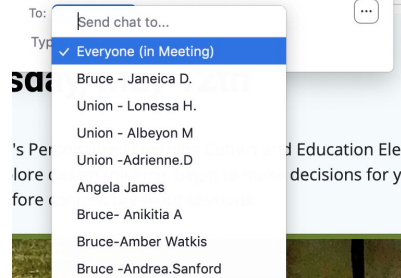 To:
Send chat to...
Typ
✓ Everyone (in Meeting)
Bruce - Janeica D.
Union - Lonessa H.
Union - Albeyon M
's Per
d Education Ele
Union -Adrienne.D
lore
decisions for y
Angela James
fore
Bruce- Anikitia A
Bruce-Amber Watkis
Bruce -Andrea.Sanford